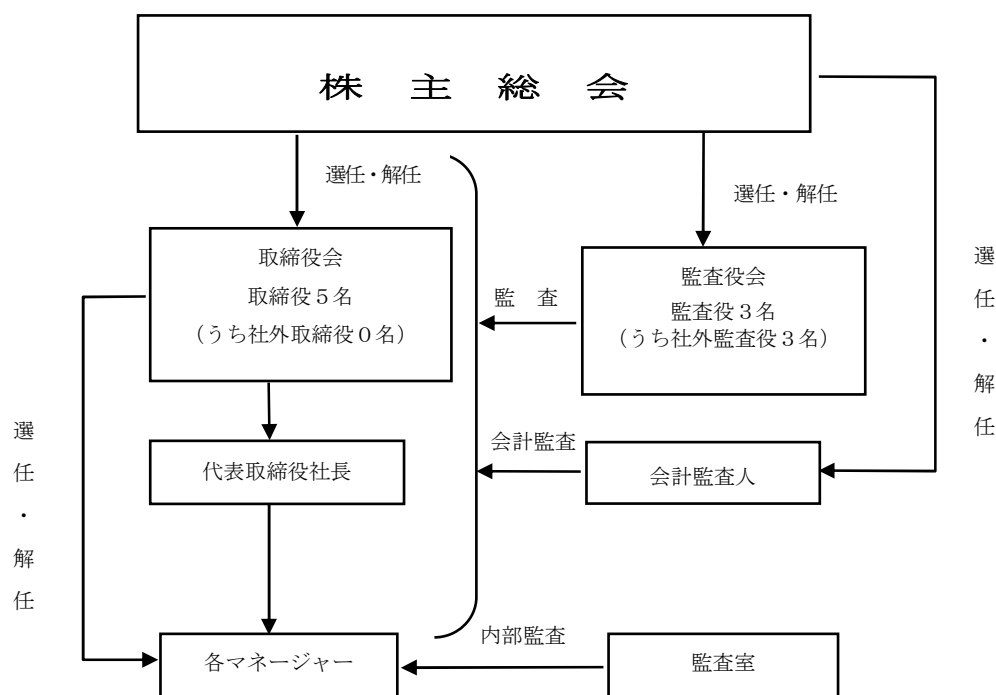 株主総会
選任・解任
選任・解任
取締役会
取締役５名
（うち社外取締役０名）
監査
監査役会
監査役３名
（うち社外監査役３名）
選任・解任
選任・解任
代表取締役社長
会計監査
会計監査人
各マネージャー
内部監査
監査室